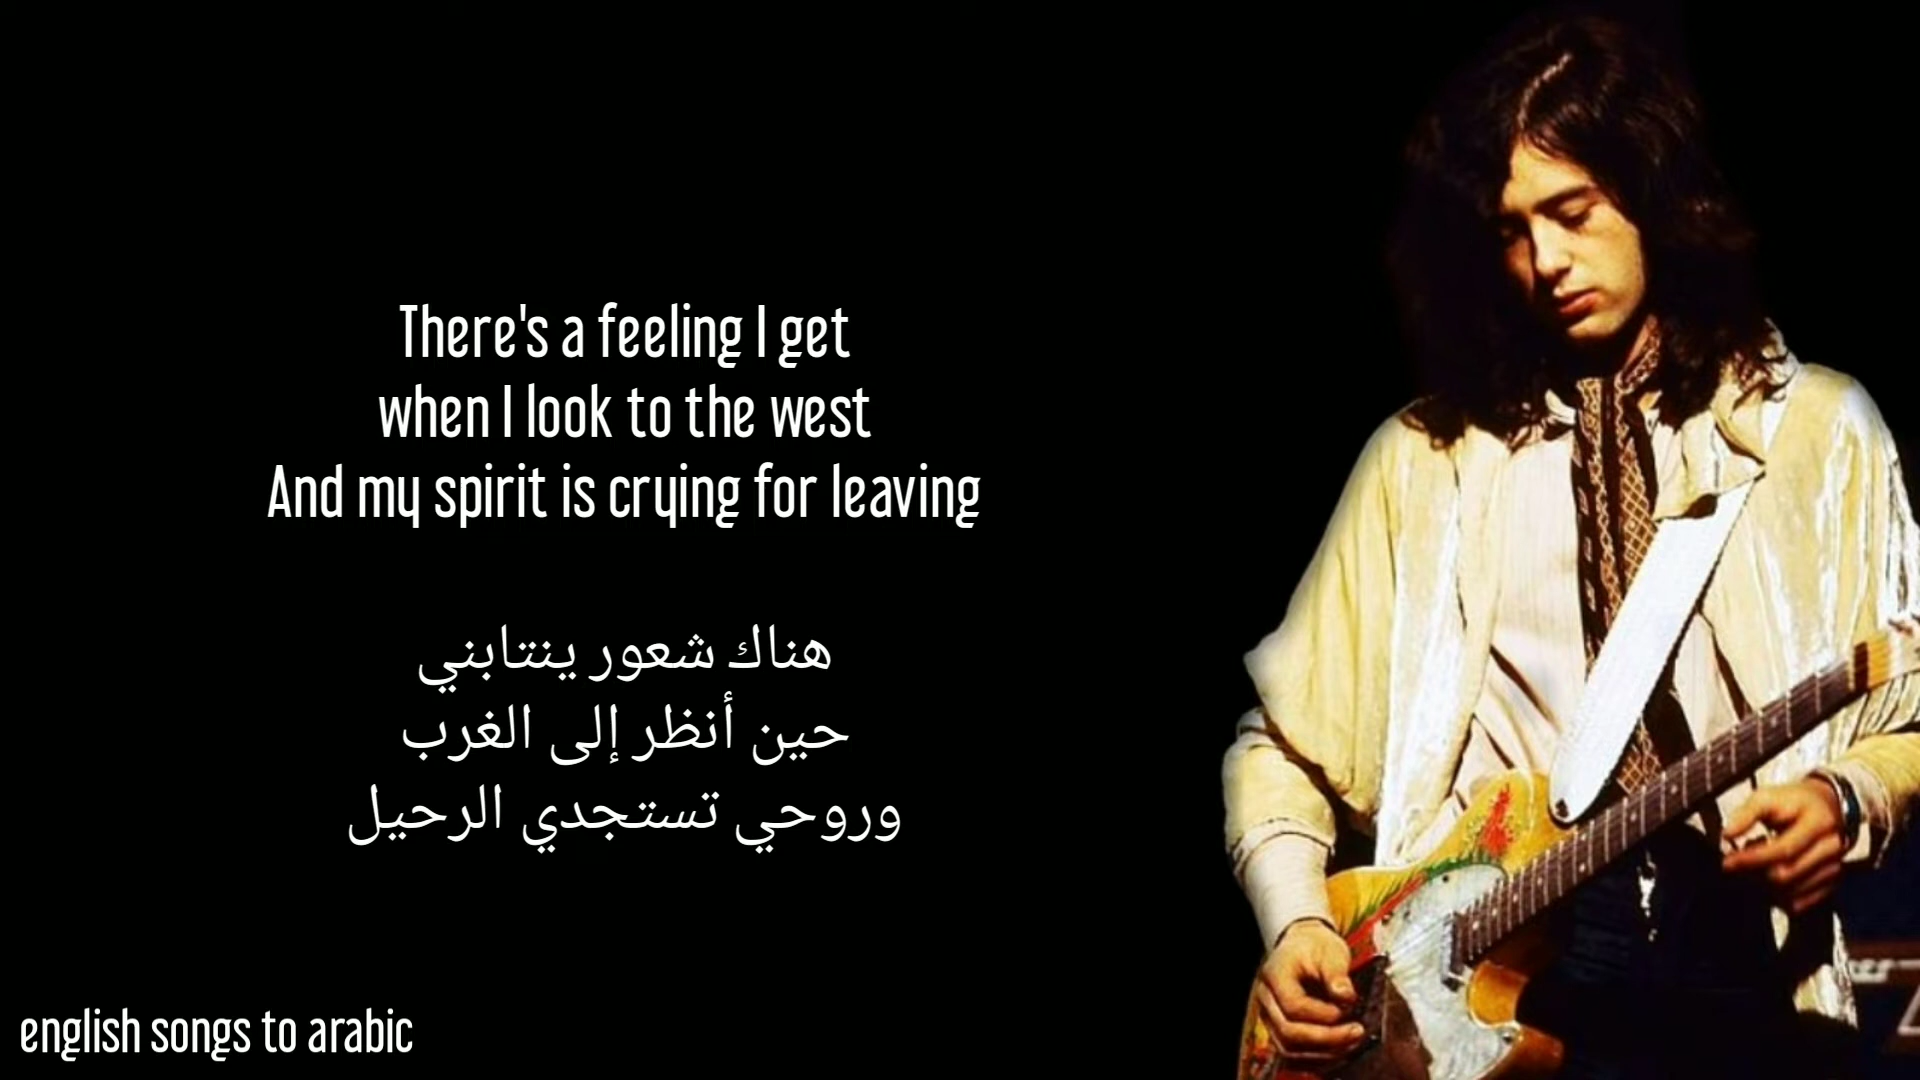 There's a feeling I get
when I look to the west
And my spirit is crying for leaving
هناك شعور ينتابني
حين أنظر إلى الغرب
وروحي تستجدي الرحيل
english songs to arabic